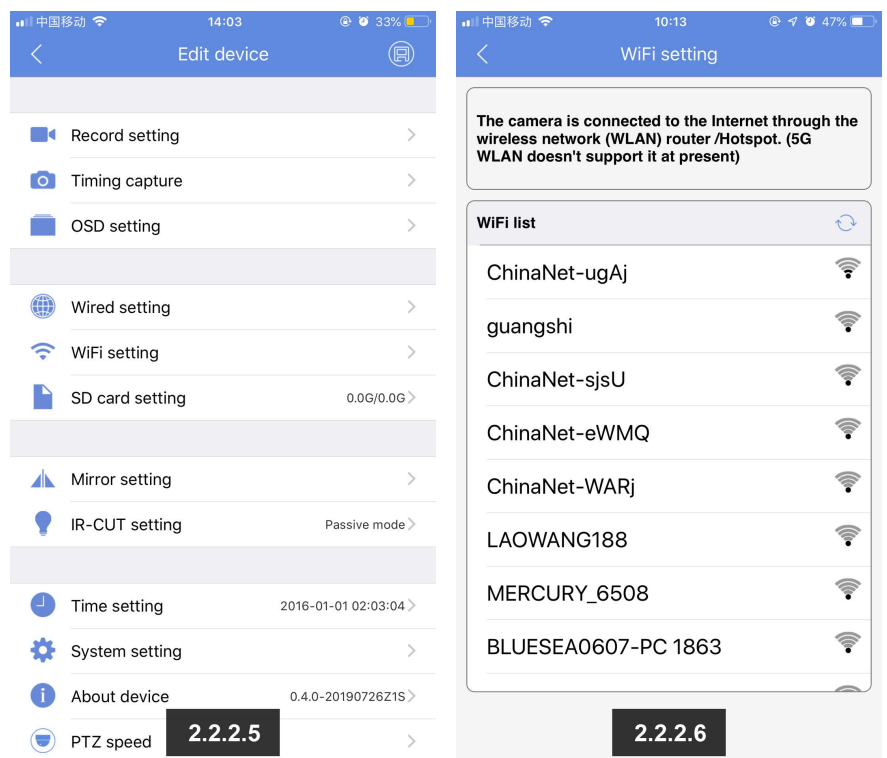 中国移动 14:03 33%
Edit device
Record setting
Timing capture
OSD setting
Wired setting
WiFi setting
SD card setting 0.0G/0.0G
Mirror setting
IR-CUT setting Passive mode
Time setting 2016-01-01 02:03:04
System setting
About device 0.4.0-20190726Z1S
PTZ speed
2.2.2.5
中国移动 10:13 47%
WiFi setting
The camera is connected to the Internet through the
wireless network (WLAN) router /Hotspot. (5G
WLAN doesn't support it at present)
WiFi list
ChinaNet-ugAj
guangshi
ChinaNet-sjsU
ChinaNet-eWMQ
ChinaNet-WARj
LAOWANG188
MERCURY_6508
BLUESEA0607-PC 1863
2.2.2.6